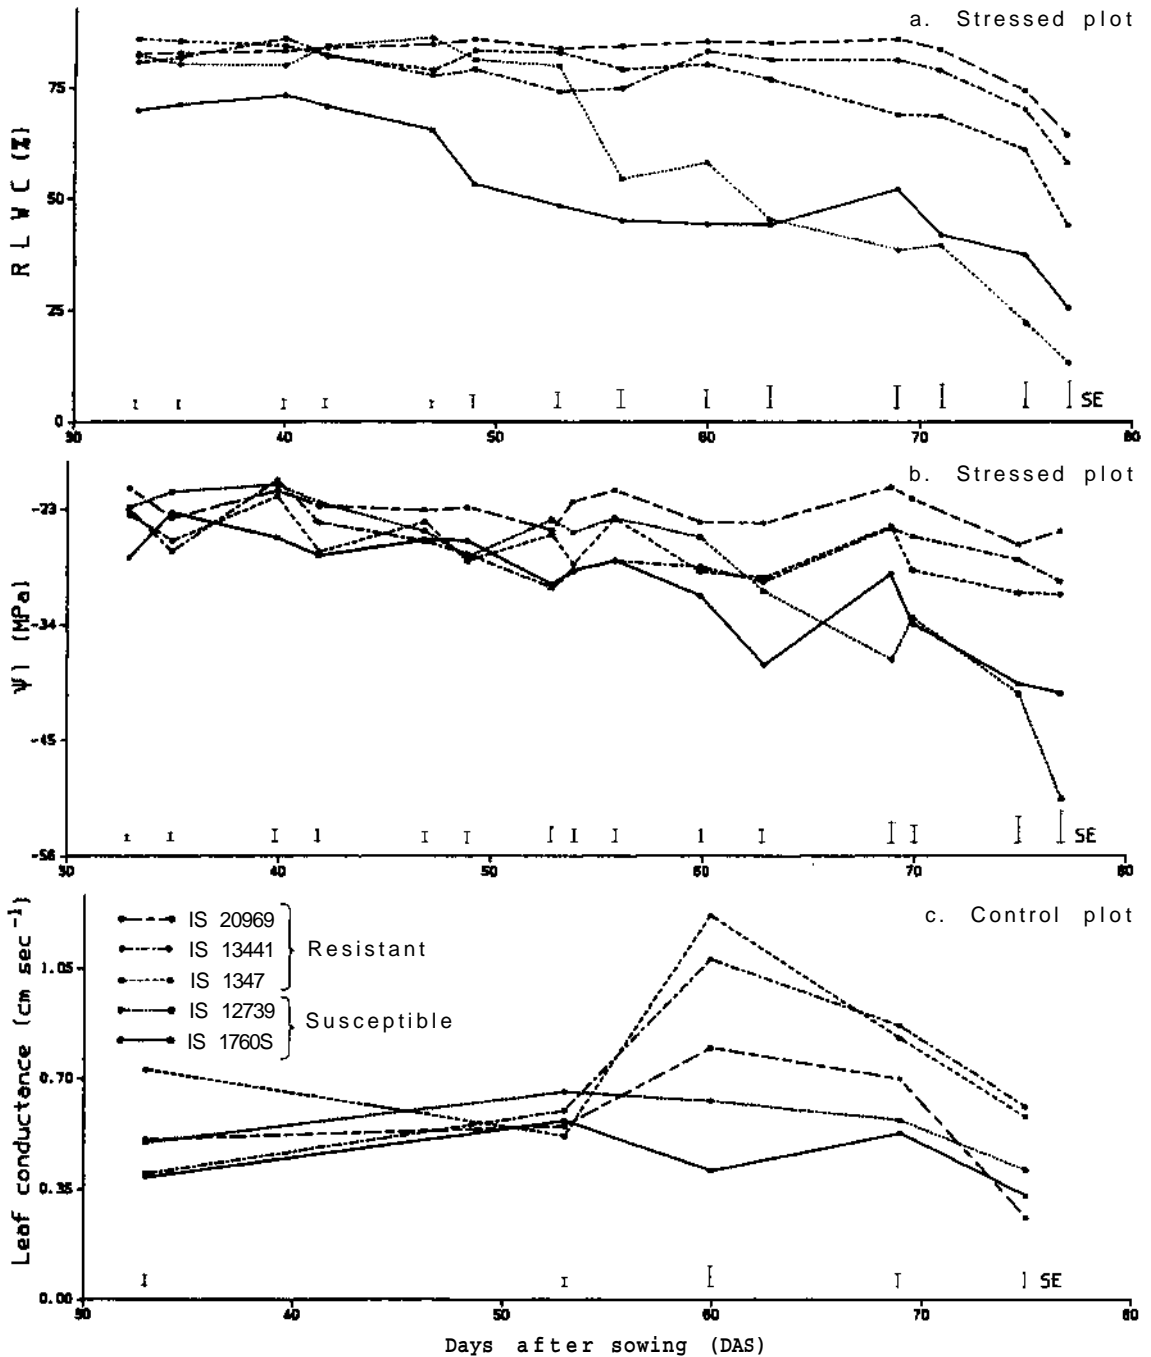 a. Stressed plot
R L W C (%)
75
50
25
0
SE
30 40 50 60 70 80
b. Stressed plot
ψl (MPa)
-23
-34
-45
-56
SE
30 40 50 60 70 80
c. Control plot
Leaf conductance (cm sec⁻¹)
IS 20969
IS 13441
IS 1347
Resistant
IS 12739
IS 1760S
Susceptible
1.05
0.70
0.35
0.00
SE
30 40 50 60 70 80
Days after sowing (DAS)